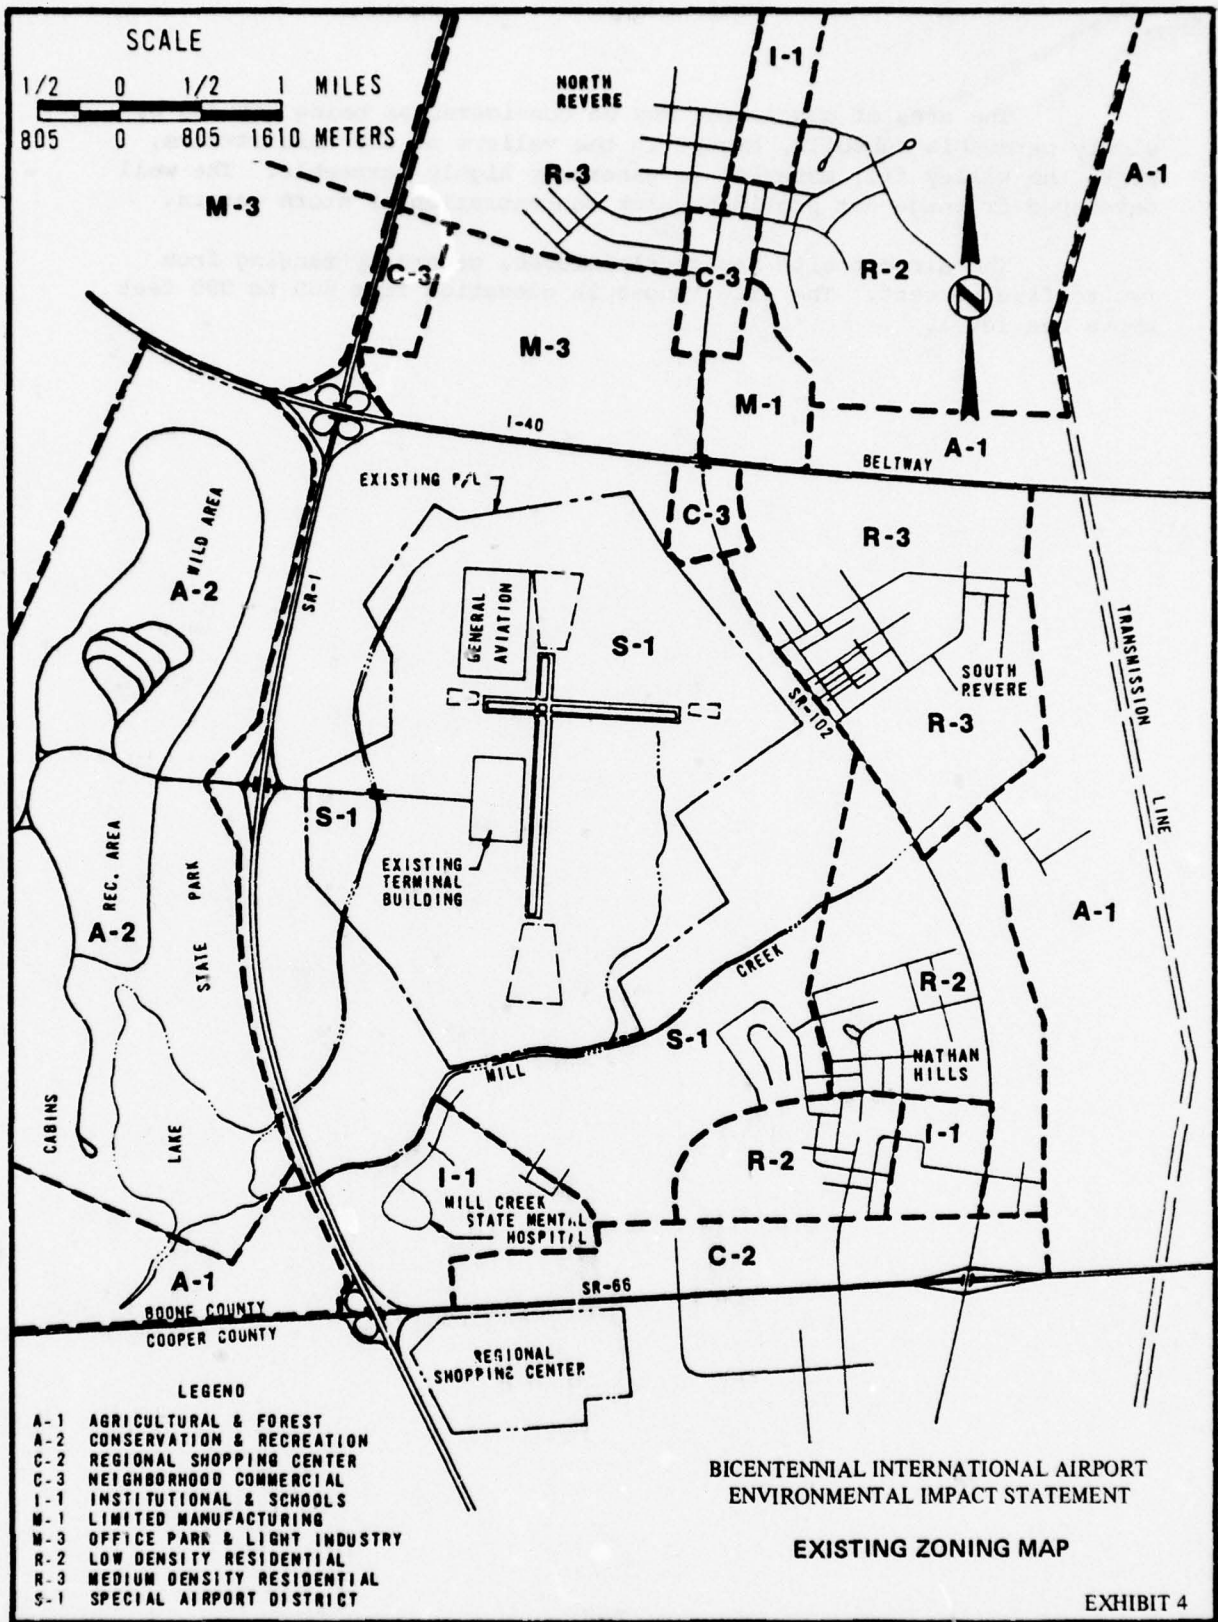 SCALE
1/2 0 1/2 1 MILES
805 0 805 1610 METERS
I-1
NORTH
REVERE
R-3
A-1
M-3
R-2
C-3
C-3
N
M-3
M-1
I-40
A-1
BELTWAY
EXISTING P/L
C-3
R-3
WILD AREA
A-2
SR-1
GENERAL
AVIATION
S-1
TRANSMISSION
LINE
SOUTH
REVERE
SR-102
R-3
S-1
REC. AREA
STATE PARK
EXISTING
TERMINAL
BUILDING
A-2
A-1
MILL CREEK
R-2
S-1
NATHAN
HILLS
CABINS
LAKE
I-1
R-2
I-1
MILL CREEK
STATE MENTAL
HOSPITAL
C-2
A-1
SR-66
BOONE COUNTY
COOPER COUNTY
REGIONAL
SHOPPING CENTER
LEGEND
A-1 AGRICULTURAL & FOREST
A-2 CONSERVATION & RECREATION
C-2 REGIONAL SHOPPING CENTER
C-3 NEIGHBORHOOD COMMERCIAL
I-1 INSTITUTIONAL & SCHOOLS
M-1 LIMITED MANUFACTURING
M-3 OFFICE PARK & LIGHT INDUSTRY
R-2 LOW DENSITY RESIDENTIAL
R-3 MEDIUM DENSITY RESIDENTIAL
S-1 SPECIAL AIRPORT DISTRICT
BICENTENNIAL INTERNATIONAL AIRPORT
ENVIRONMENTAL IMPACT STATEMENT
EXISTING ZONING MAP
EXHIBIT 4